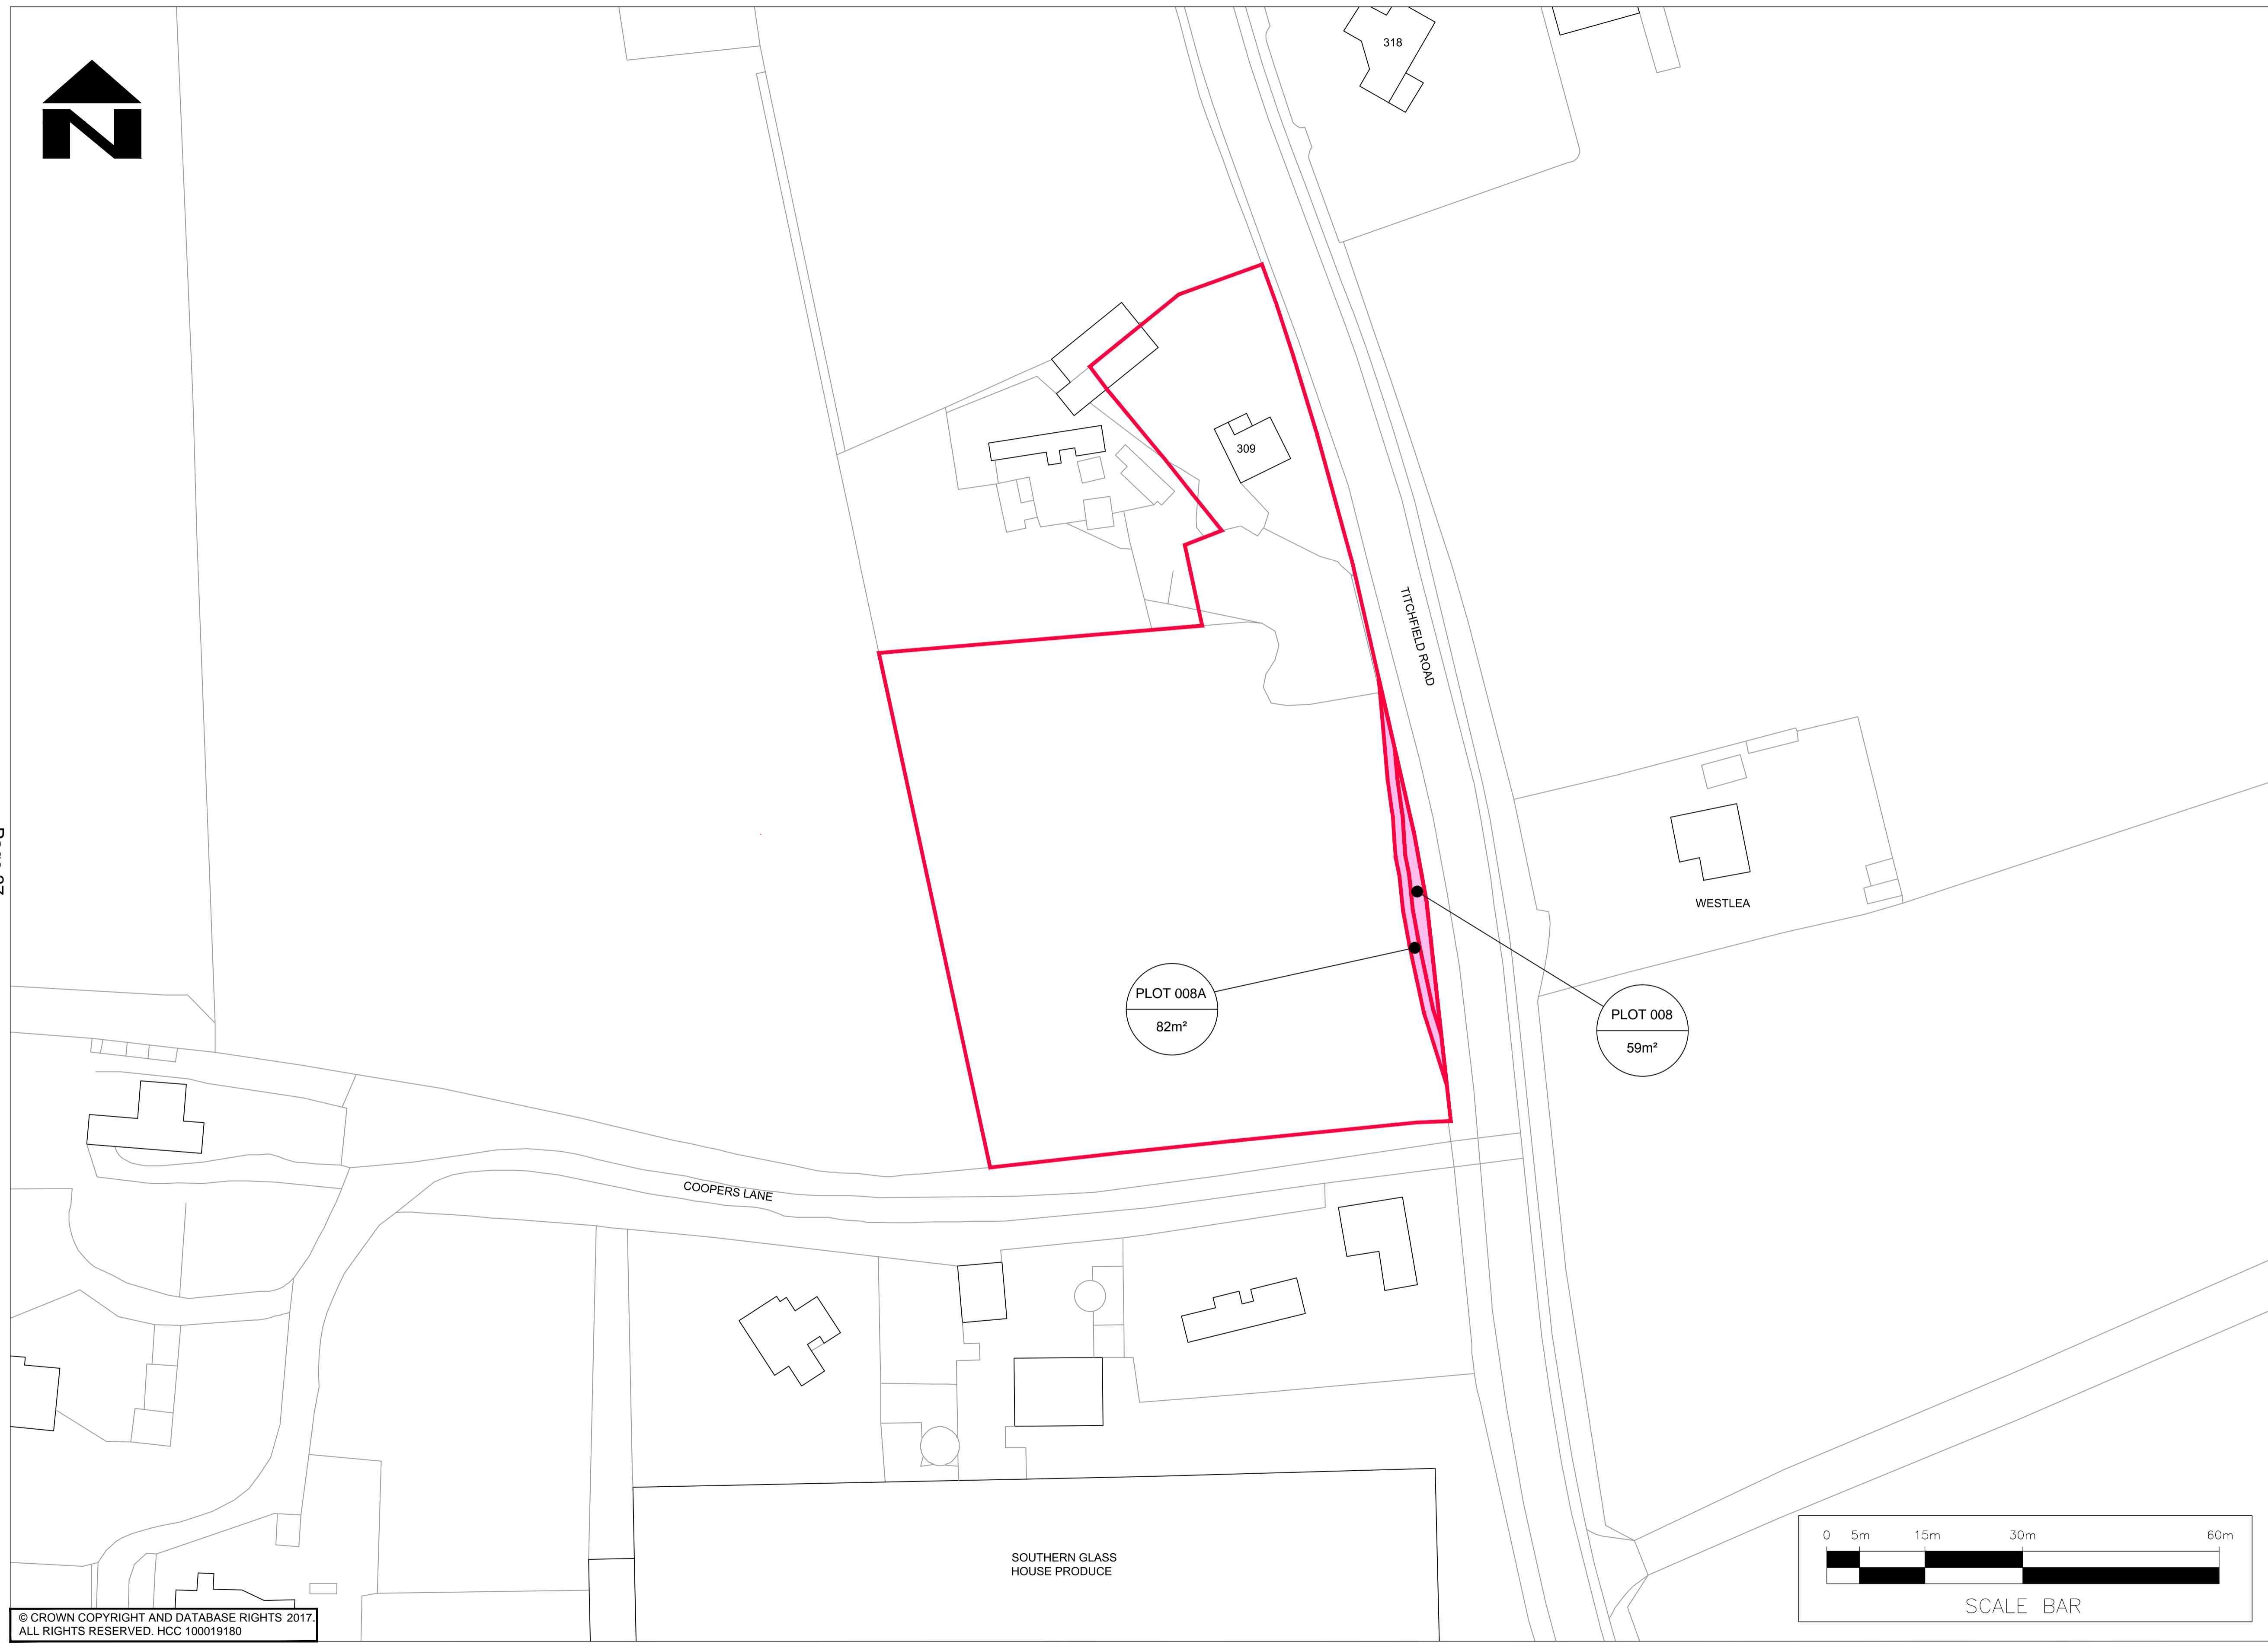 318
N
309
TITCHFIELD ROAD
WESTLEA
PLOT 008A
82m²
PLOT 008
59m²
COOPERS LANE
SOUTHERN GLASS
HOUSE PRODUCE
0 5m 15m 30m 60m
SCALE BAR
© CROWN COPYRIGHT AND DATABASE RIGHTS 2017.
ALL RIGHTS RESERVED. HCC 100019180